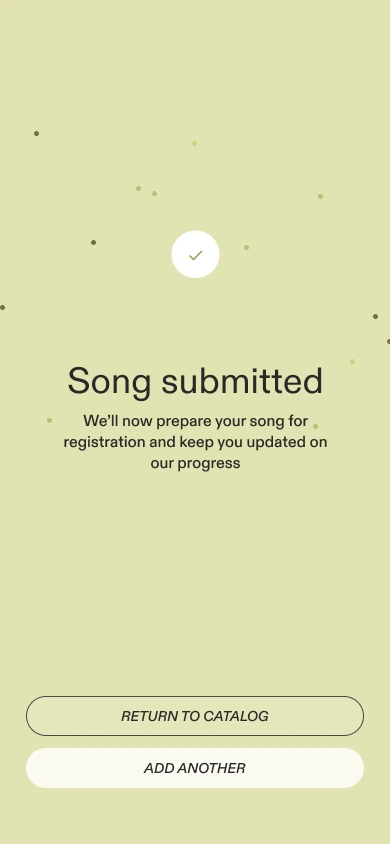 Song submitted
We’ll now prepare your song for
registration and keep you updated on
our progress
RETURN TO CATALOG
ADD ANOTHER